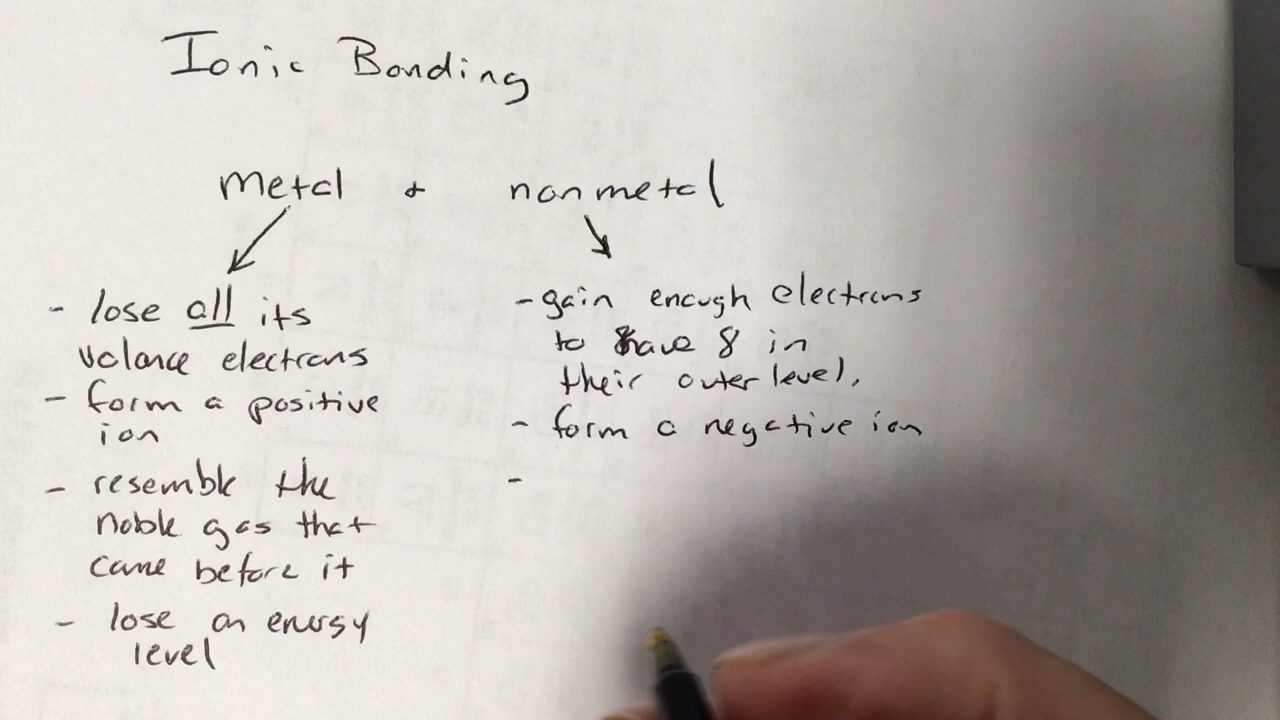 Ionic Bonding
metal + nonmetal
- lose all its
valance electrons
- form a positive
ion
- resemble the
noble gas that
came before it
- lose an energy
level
- gain enough electrons
to have 8 in
their outer level.
- form a negative ion
-